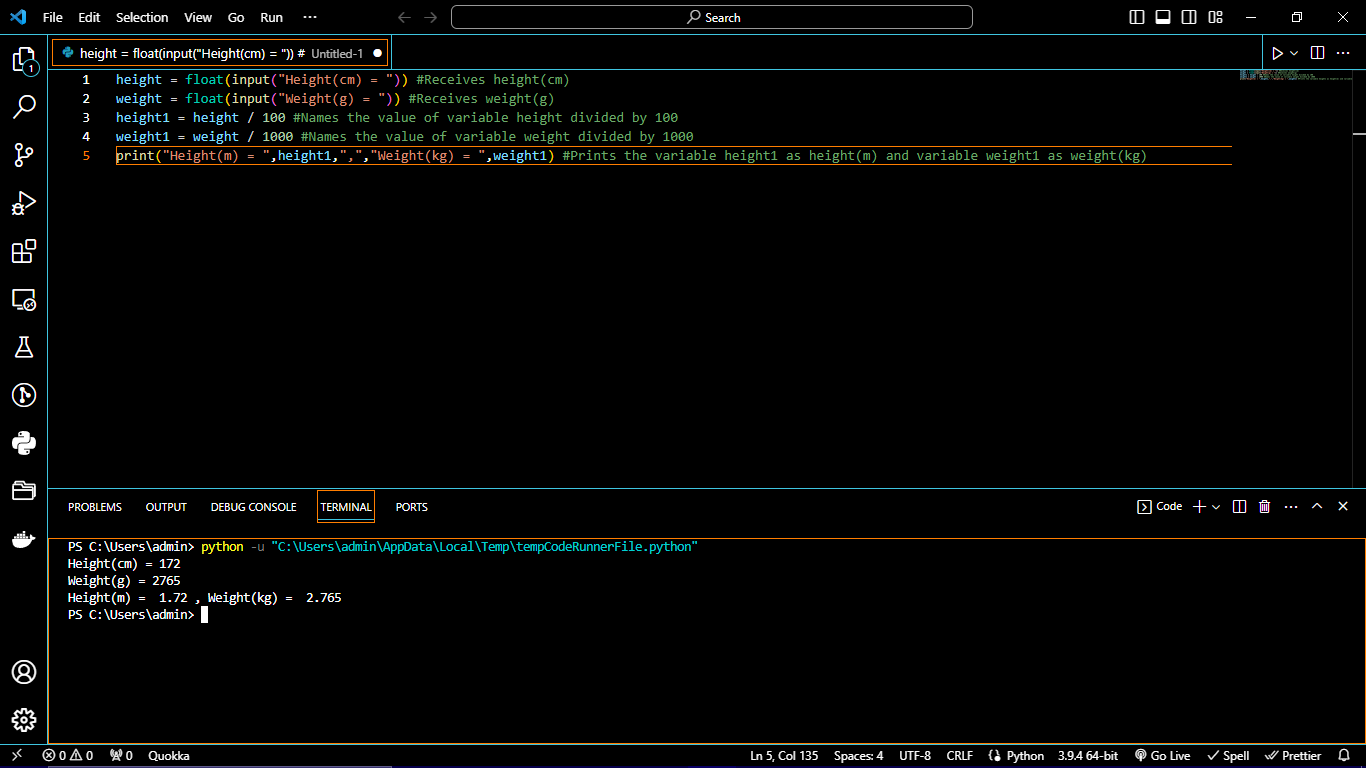 File Edit Selection View Go Run ··· Search
height = float(input("Height(cm) = ")) # Untitled-1
1 height = float(input("Height(cm) = ")) #Receives height(cm)
2 weight = float(input("Weight(g) = ")) #Receives weight(g)
3 height1 = height / 100 #Names the value of variable height divided by 100
4 weight1 = weight / 1000 #Names the value of variable weight divided by 1000
5 print("Height(m) = ",height1,",","Weight(kg) = ",weight1) #Prints the variable height1 as height(m) and variable weight1 as weight(kg)
1
PROBLEMS OUTPUT DEBUG CONSOLE TERMINAL PORTS Code
PS C:\Users\admin> python -u "C:\Users\admin\AppData\Local\Temp\tempCodeRunnerFile.python"
Height(cm) = 172
Weight(g) = 2765
Height(m) =  1.72 , Weight(kg) =  2.765
PS C:\Users\admin>
0 0 0 Quokka Ln 5, Col 135 Spaces: 4 UTF-8 CRLF Python 3.9.4 64-bit Go Live Spell Prettier